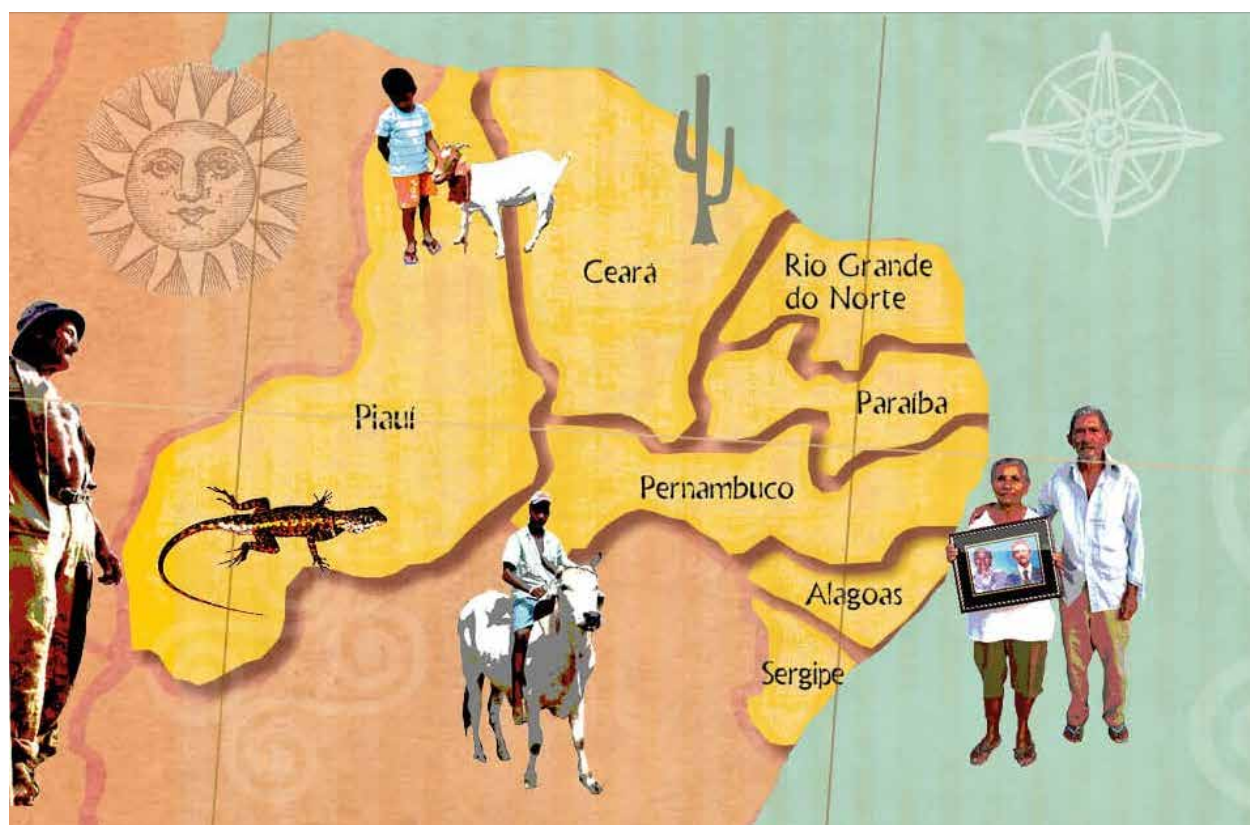 Ceará
Rio Grande
do Norte
Piauí
Paraíba
Pernambuco
Alagoas
Sergipe